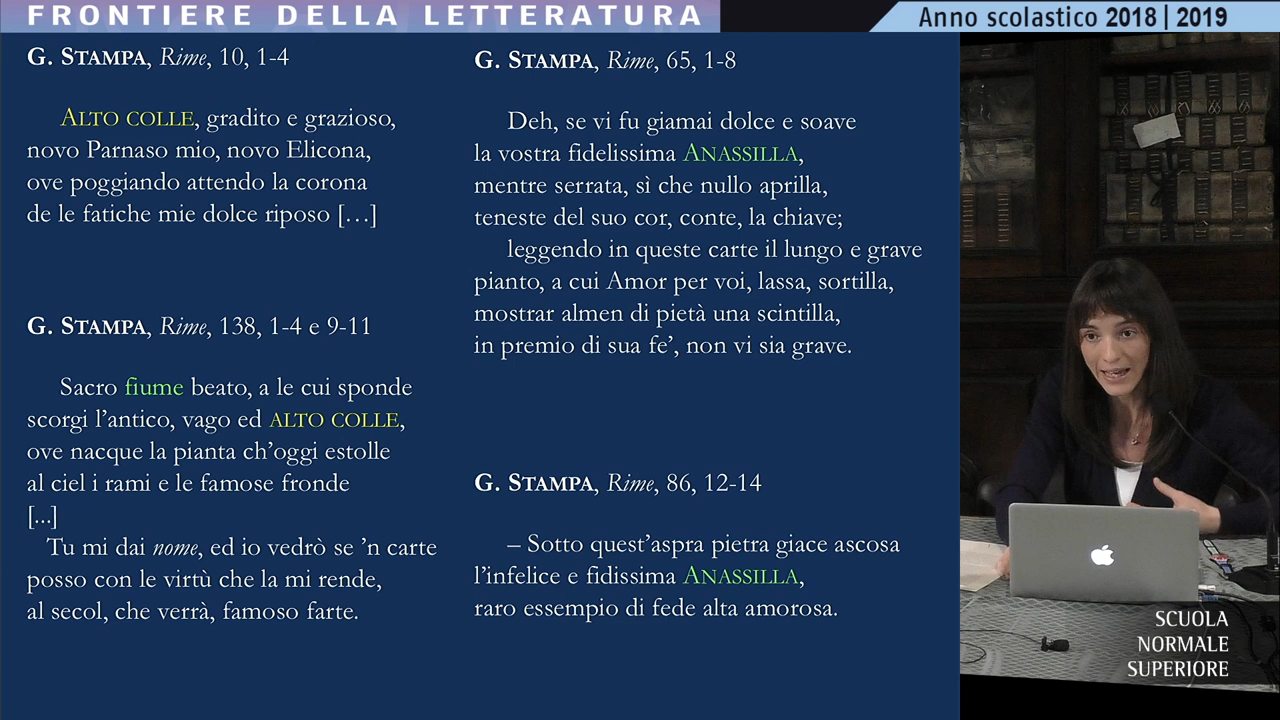 FRONTIERE DELLA LETTERATURA
Anno scolastico 2018|2019
G. STAMPA, Rime, 10, 1-4
ALTO COLLE, gradito e grazioso,
novo Parnaso mio, novo Elicona,
ove poggiando attendo la corona
de le fatiche mie dolce riposo […]
G. STAMPA, Rime, 138, 1-4 e 9-11
Sacro fiume beato, a le cui sponde
scorgi l’antico, vago ed ALTO COLLE,
ove nacque la pianta ch’oggi estolle
al ciel i rami e le famose fronde
[...]
Tu mi dai nome, ed io vedrò se ’n carte
posso con le virtù che la mi rende,
al secol, che verrà, famoso farte.
G. STAMPA, Rime, 65, 1-8
Deh, se vi fu giamai dolce e soave
la vostra fidelissima ANASSILLA,
mentre serrata, sì che nullo aprilla,
teneste del suo cor, conte, la chiave;
leggendo in queste carte il lungo e grave
pianto, a cui Amor per voi, lassa, sortilla,
mostrar almen di pietà una scintilla,
in premio di sua fe’, non vi sia grave.
G. STAMPA, Rime, 86, 12-14
– Sotto quest’aspra pietra giace ascosa
l’infelice e fidissima ANASSILLA,
raro essempio di fede alta amorosa.
SCUOLA
NORMALE
SUPERIORE